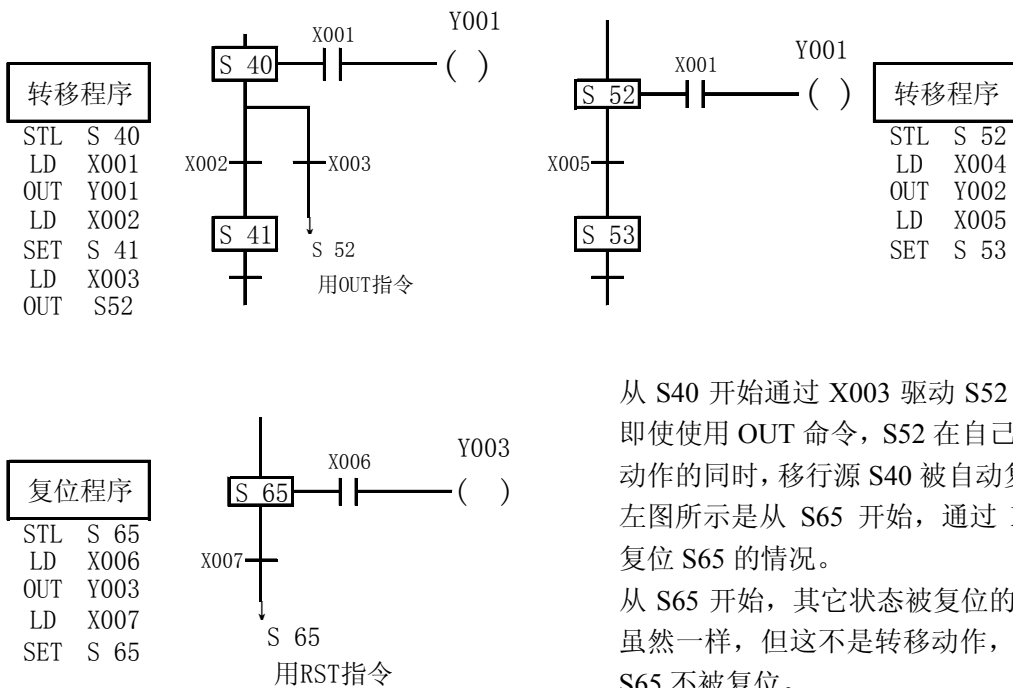 转移程序
STL S 40
LD X001
OUT Y001
LD X002
SET S 41
LD X003
OUT S52
X001
Y001
S 40
( )
X002
X003
S 41
S 52
用OUT指令
X001
Y001
S 52
( )
X005
S 53
转移程序
STL S 52
LD X004
OUT Y002
LD X005
SET S 53
复位程序
STL S 65
LD X006
OUT Y003
LD X007
SET S 65
X006
Y003
S 65
( )
X007
S 65
用RST指令
从 S40 开始通过 X003 驱动 S52
即使使用 OUT 命令，S52 在自己
动作的同时，移行源 S40 被自动
左图所示是从 S65 开始，通过
复位 S65 的情况。
从 S65 开始，其它状态被复位的
虽然一样，但这不是转移动作，
S65 不被复位。